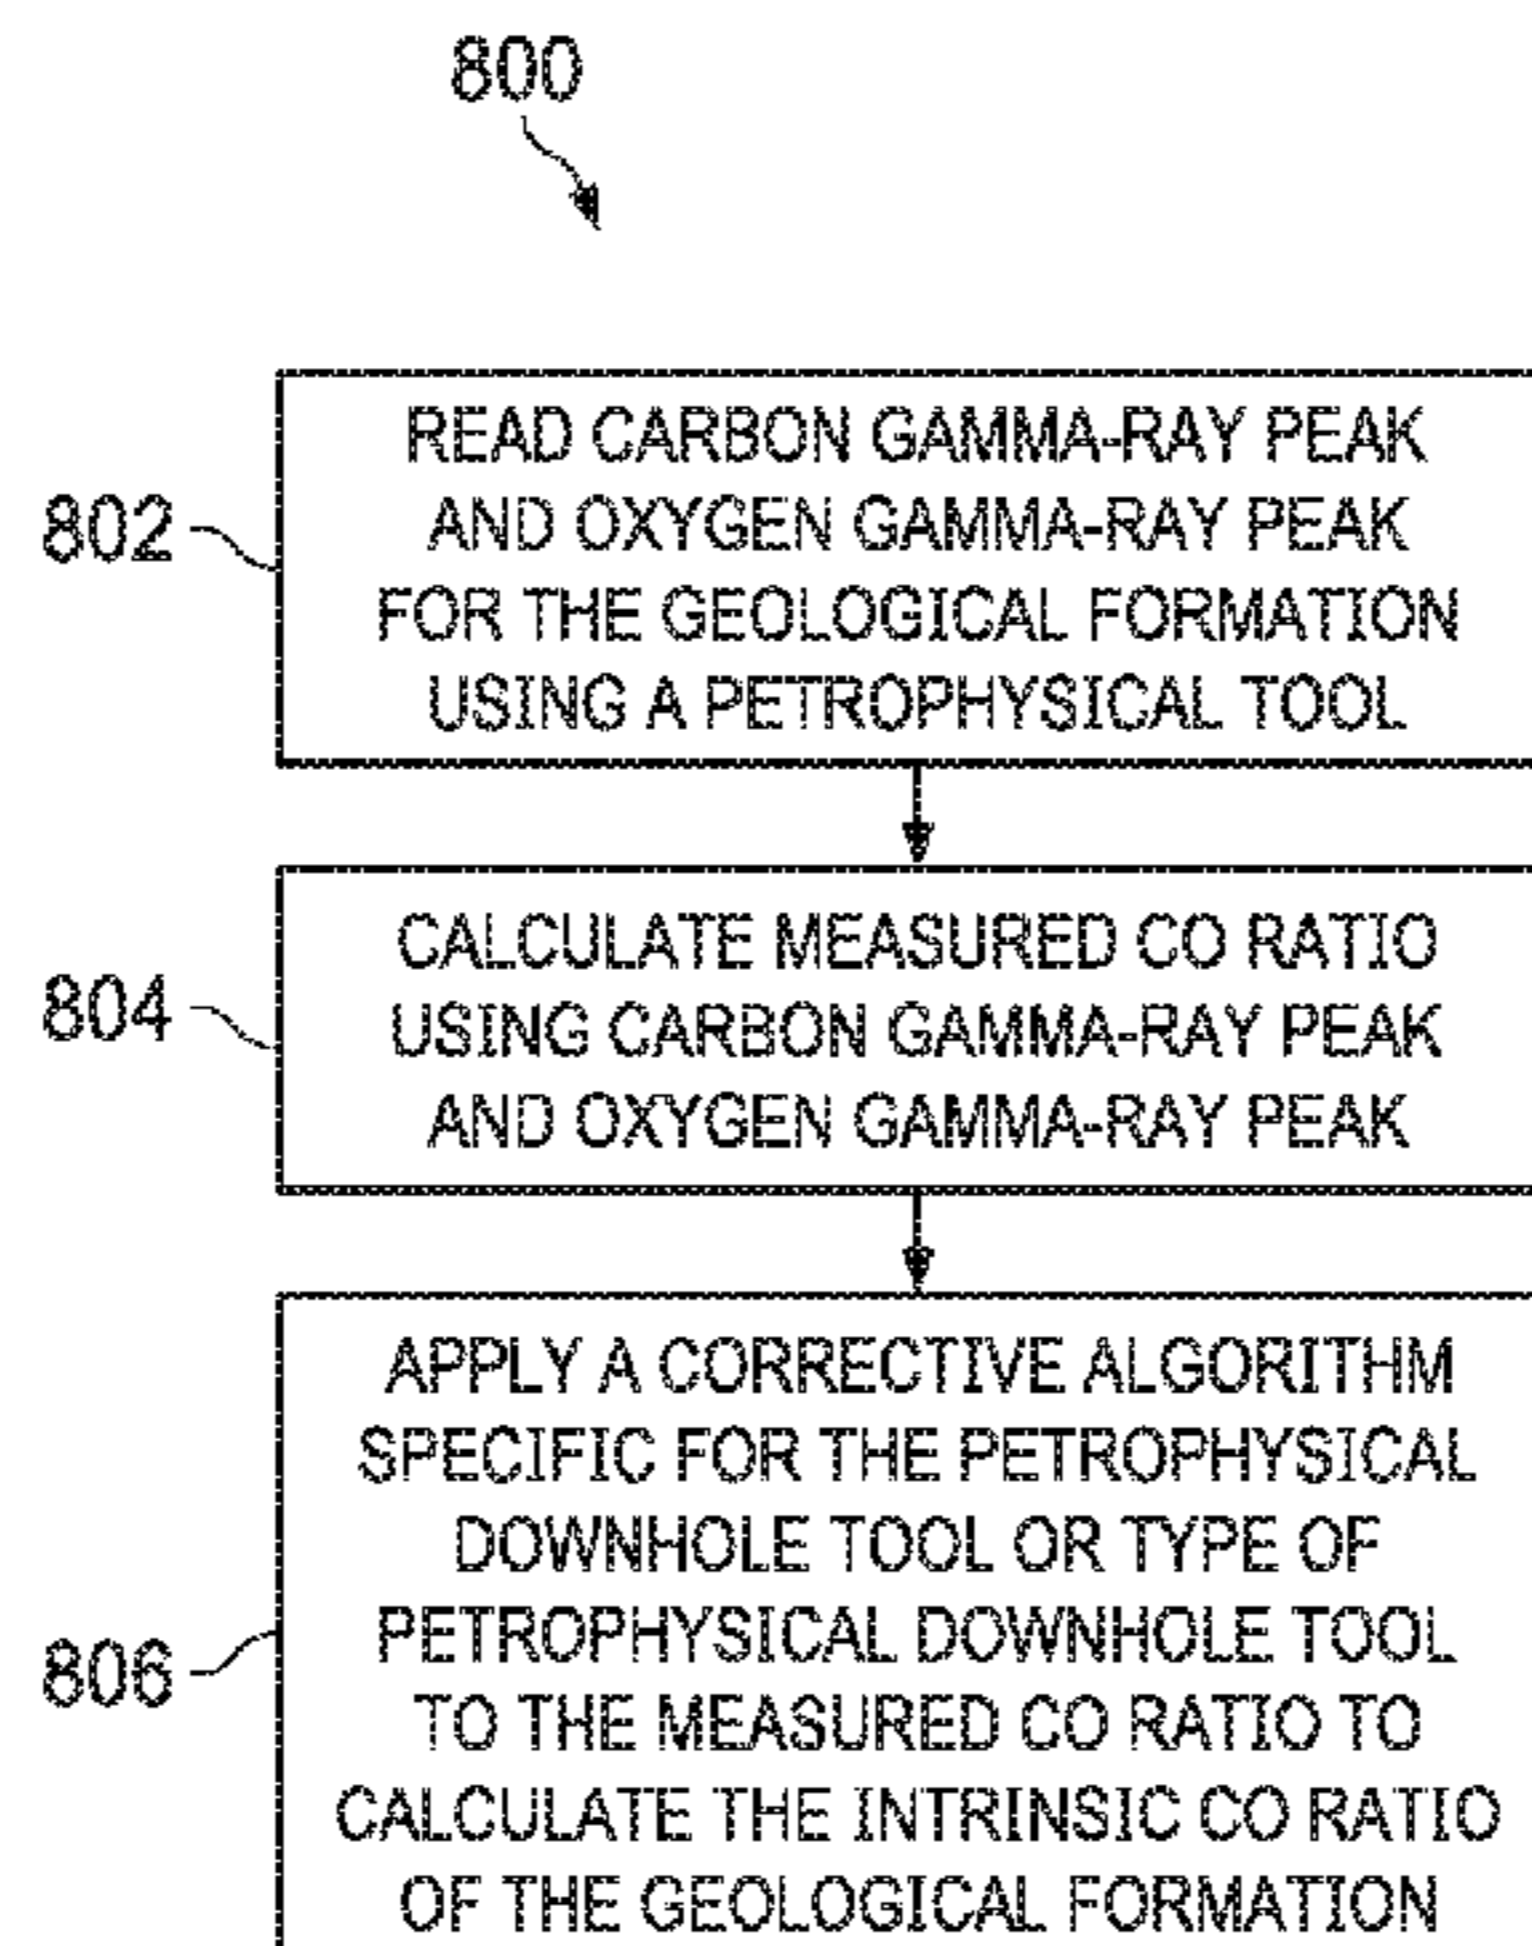 800
802
READ CARBON GAMMA-RAY PEAK
AND OXYGEN GAMMA-RAY PEAK
FOR THE GEOLOGICAL FORMATION
USING A PETROPHYSICAL TOOL
804
CALCULATE MEASURED CO RATIO
USING CARBON GAMMA-RAY PEAK
AND OXYGEN GAMMA-RAY PEAK
806
APPLY A CORRECTIVE ALGORITHM
SPECIFIC FOR THE PETROPHYSICAL
DOWNHOLE TOOL OR TYPE OF
PETROPHYSICAL DOWNHOLE TOOL
TO THE MEASURED CO RATIO TO
CALCULATE THE INTRINSIC CO RATIO
OF THE GEOLOGICAL FORMATION